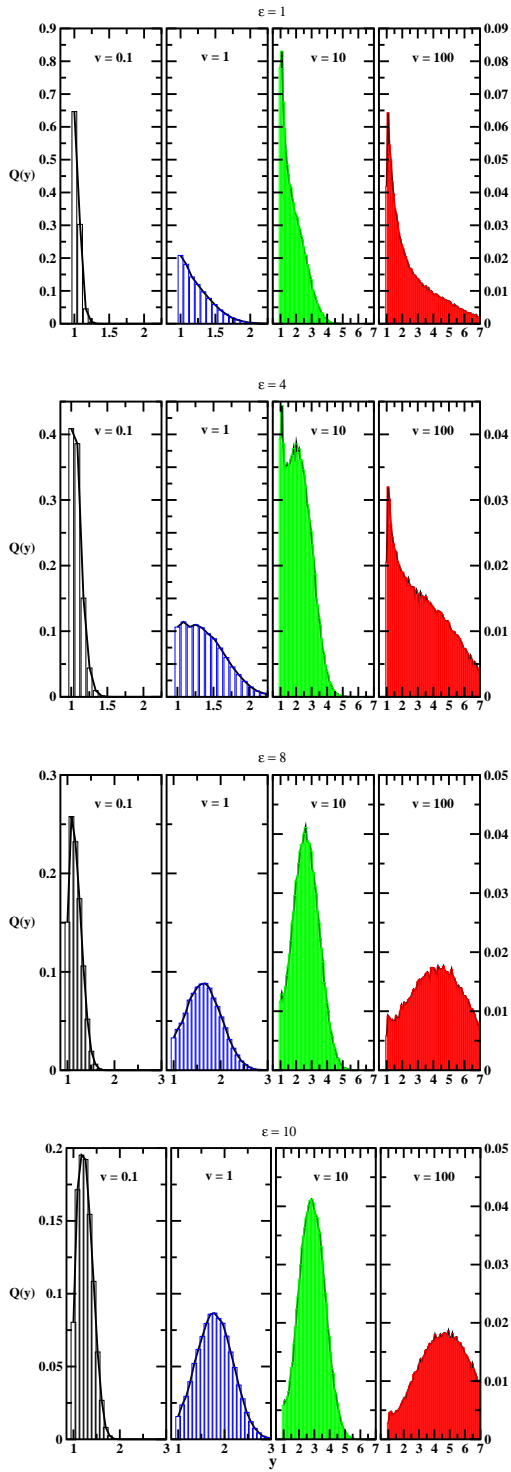 ε = 1
v = 0.1 v = 1 v = 10 v = 100
0.9 0.09
0.8 0.08
0.7 0.07
0.6 0.06
Q(y) 0.5 0.05
0.4 0.04
0.3 0.03
0.2 0.02
0.1 0.01
0 0
1 1.5 2 1 1.5 2 1 2 3 4 5 6 7 1 2 3 4 5 6 7
ε = 4
v = 0.1 v = 1 v = 10 v = 100
0.4 0.04
0.3 0.03
Q(y)
0.2 0.02
0.1 0.01
0 0
1 1.5 2 1 1.5 2 1 2 3 4 5 6 7 1 2 3 4 5 6 7
ε = 8
0.3 0.05
v = 0.1 v = 1 v = 10 v = 100
0.04
0.2
0.03
Q(y)
0.02
0.1
0.01
0 0
1 2 3 1 2 3 1 2 3 4 5 6 7 1 2 3 4 5 6 7
ε = 10
0.2 0.05
v = 0.1 v = 1 v = 10 v = 100
0.04
0.15
0.03
Q(y) 0.1
0.02
0.05
0.01
0 0
1 2 3 1 2 3 1 2 3 4 5 6 7 1 2 3 4 5 6 7
y